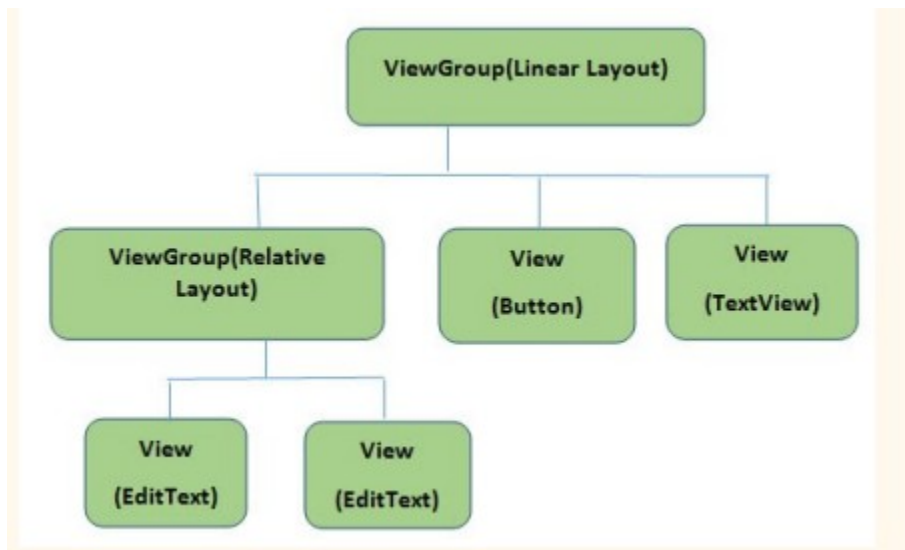 ViewGroup(Linear Layout)
ViewGroup(Relative
Layout)
View
(Button)
View
(TextView)
View
(EditText)
View
(EditText)